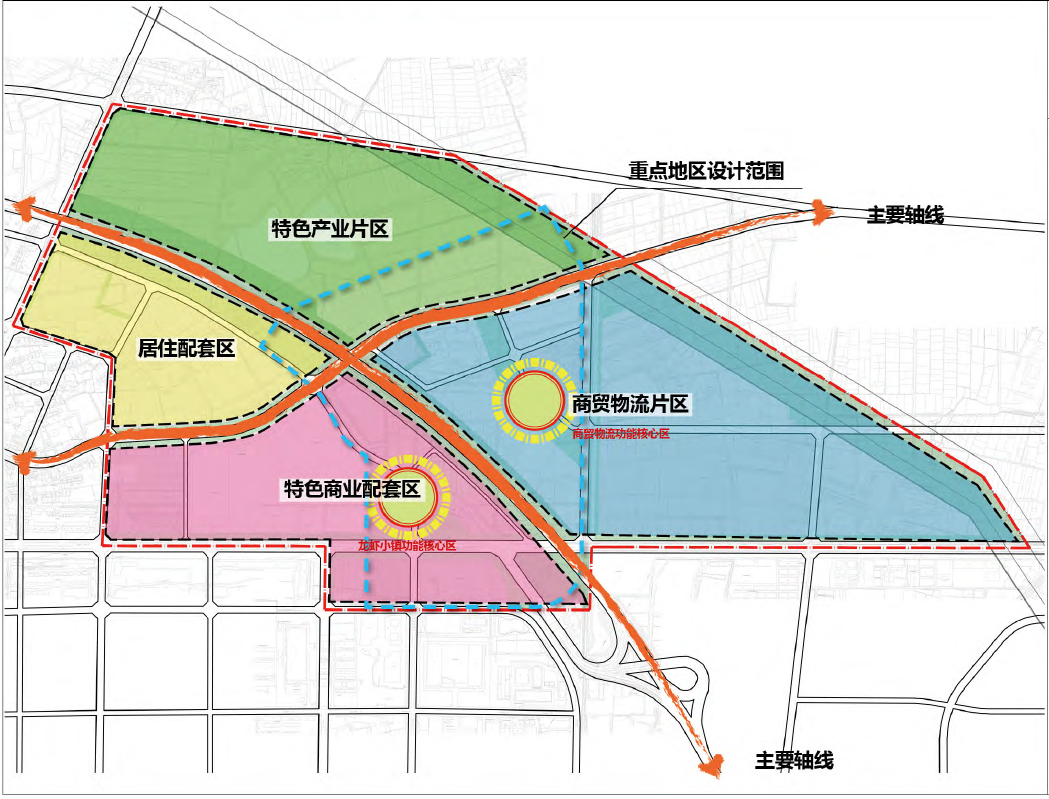 重点地区设计范围
主要轴线
特色产业片区
居住配套区
商贸物流片区
商贸物流功能核心区
特色商业配套区
龙虾小镇功能核心区
主要轴线